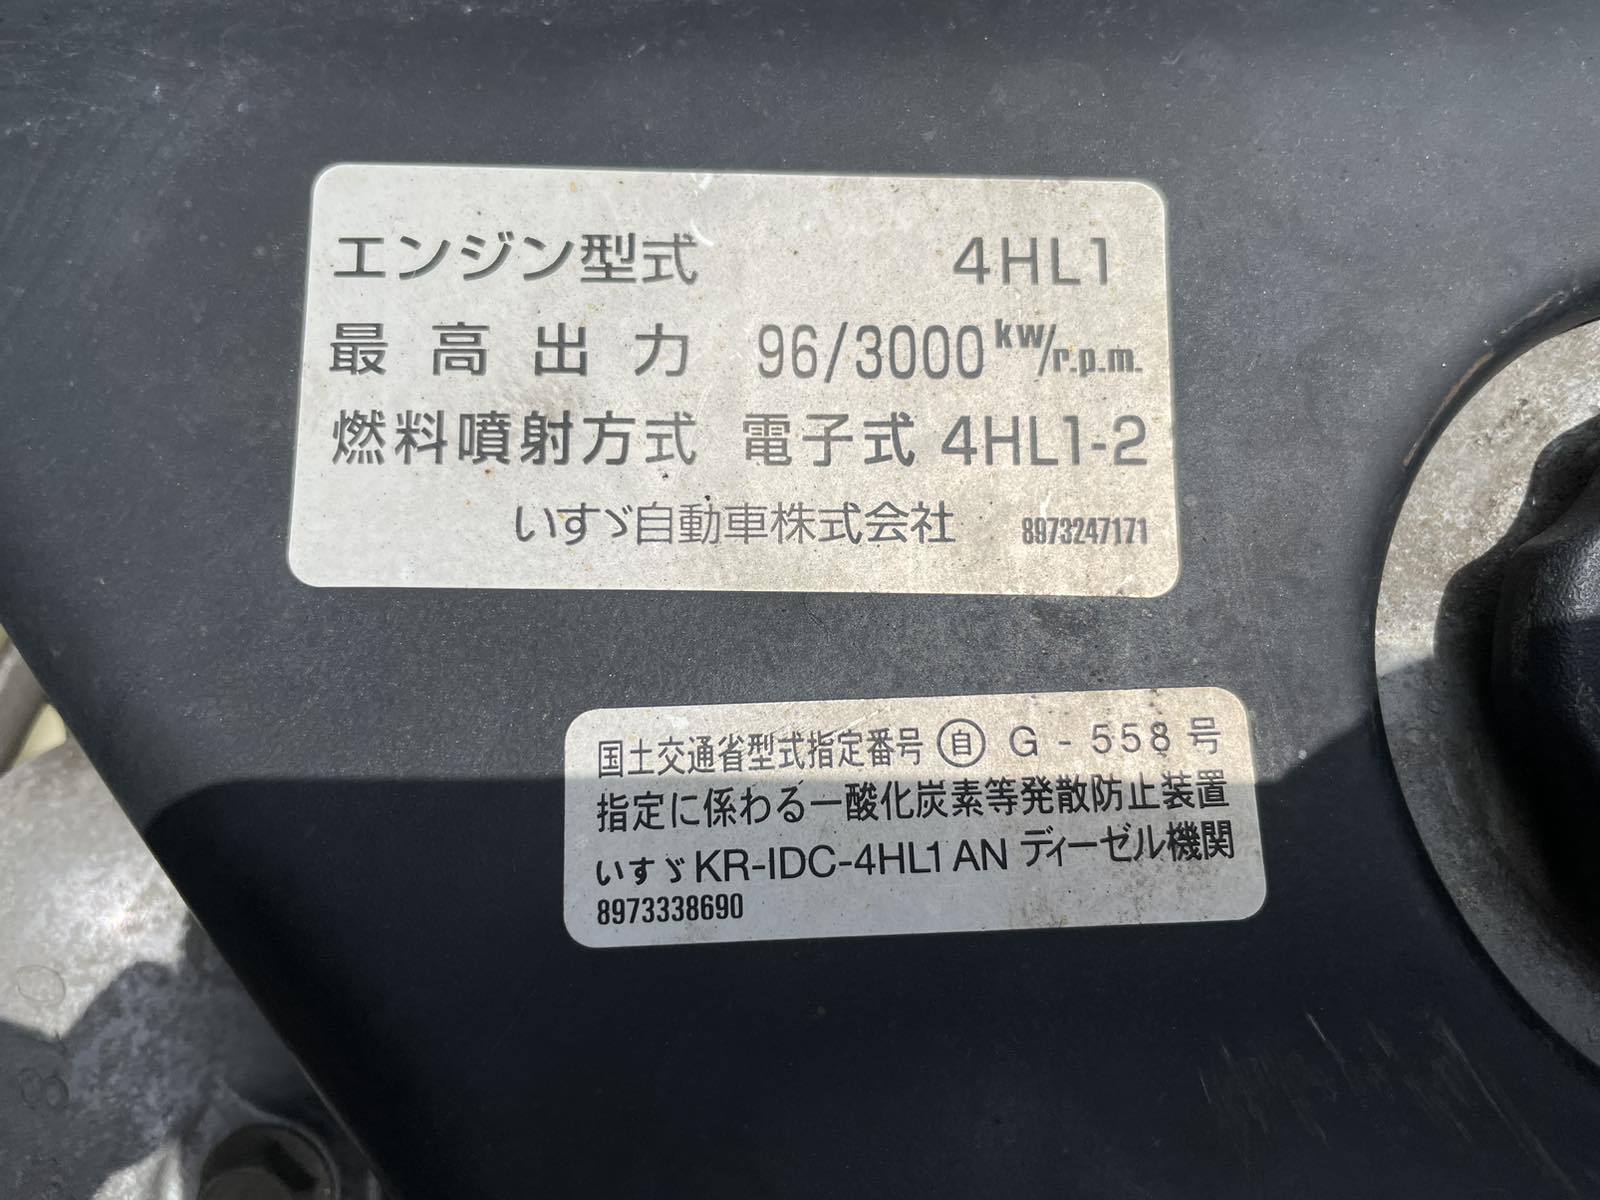 エンジン型式 4HL1
最高出力 96/3000kw/r.p.m.
燃料噴射方式 電子式 4HL1-2
いすゞ自動車株式会社 8973247171
国土交通省型式指定番号 自 G-558号
指定に係わる一酸化炭素等発散防止装置
いすゞKR-IDC-4HL1AN ディーゼル機関
8973338690